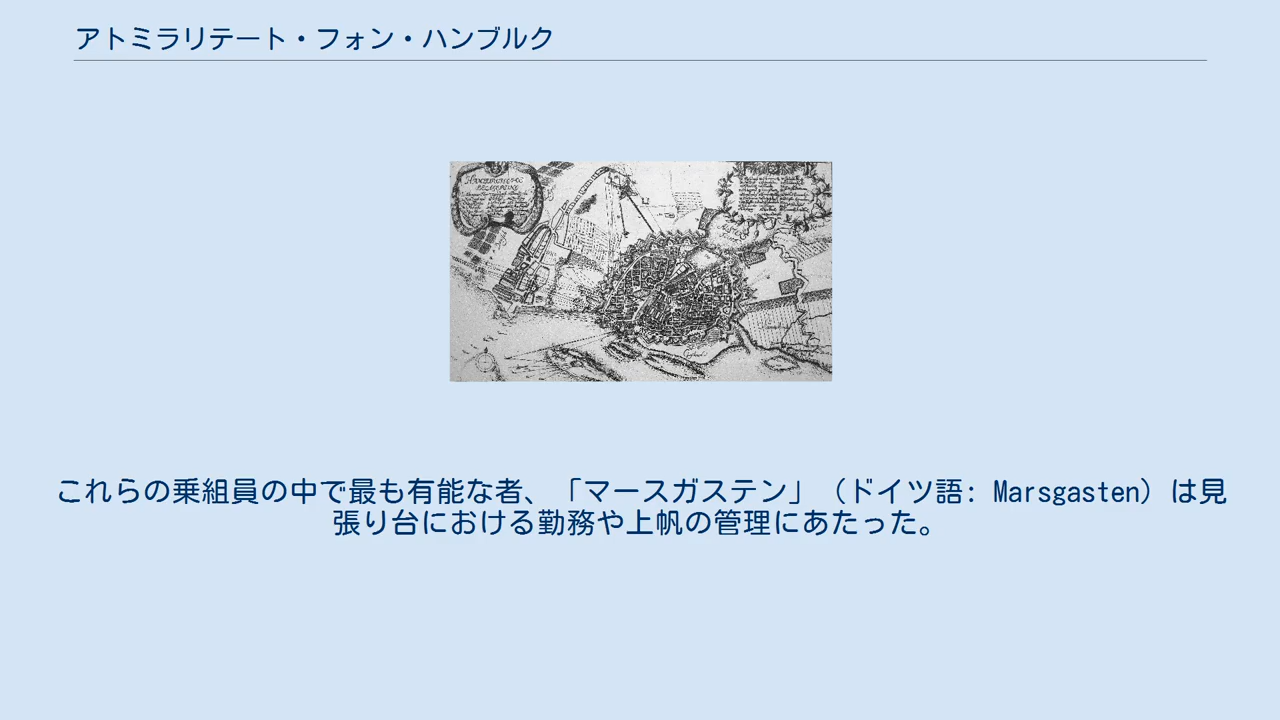 アトミラリテート・フォン・ハンブルク
これらの乗組員の中で最も有能な者、「マースガステン」（ドイツ語: Marsgasten）は見
張り台における勤務や上帆の管理にあたった。